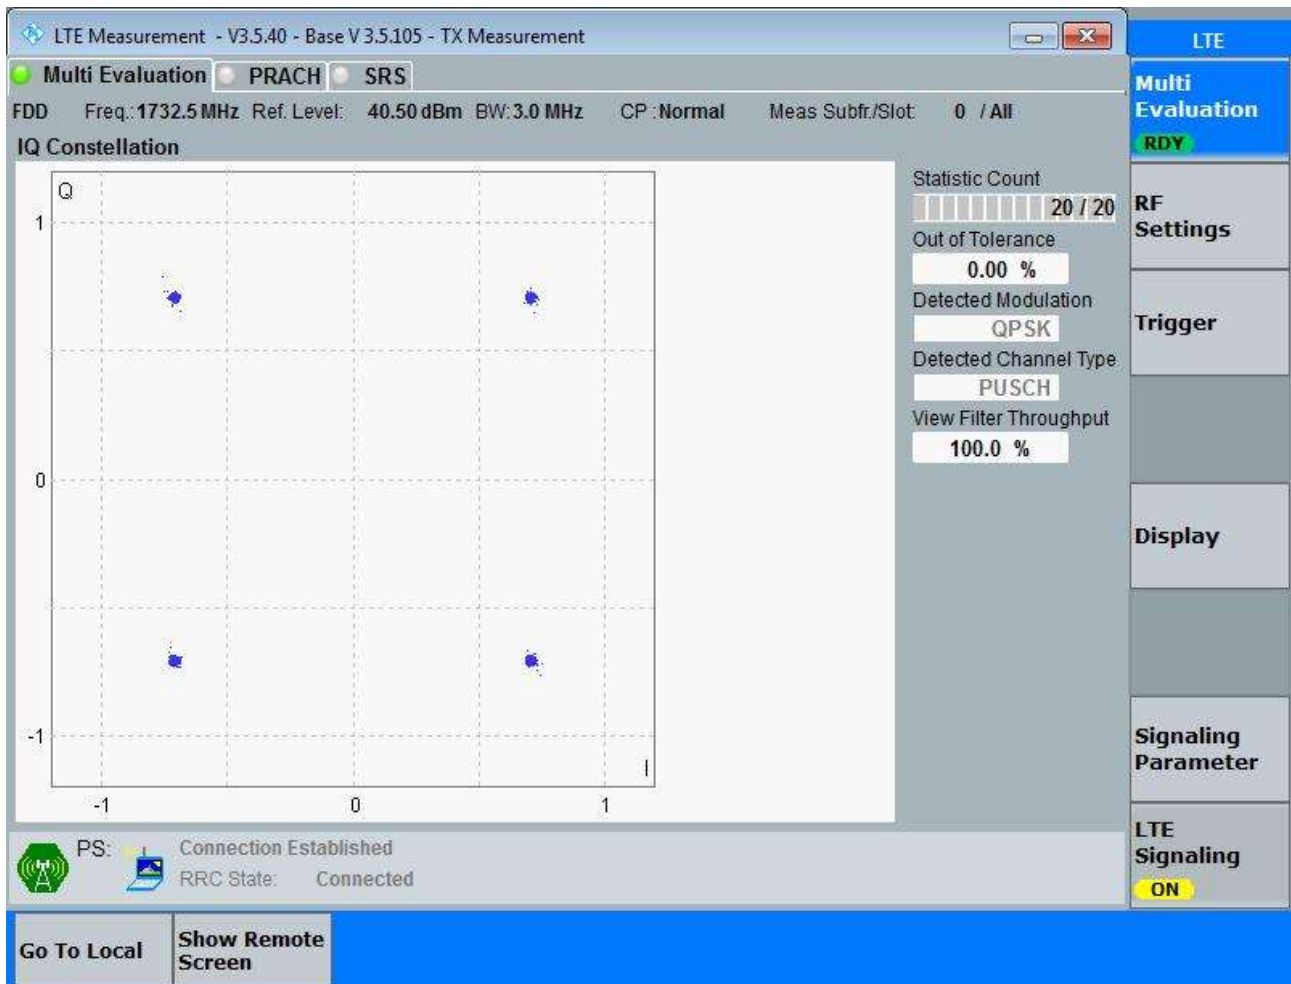 LTE Measurement - V3.5.40 - Base V 3.5.105 - TX Measurement
LTE
Multi Evaluation PRACH SRS
Multi
Evaluation
RDY
FDD Freq.: 1732.5 MHz Ref. Level: 40.50 dBm BW: 3.0 MHz CP : Normal Meas Subfr./Slot: 0 / All
IQ Constellation
Q
1
0
-1
-1 0 1
I
Statistic Count
20 / 20
Out of Tolerance
0.00 %
Detected Modulation
QPSK
Detected Channel Type
PUSCH
View Filter Throughput
100.0 %
RF
Settings
Trigger
Display
Signaling
Parameter
LTE
Signaling
ON
PS: Connection Established
RRC State: Connected
Go To Local
Show Remote
Screen